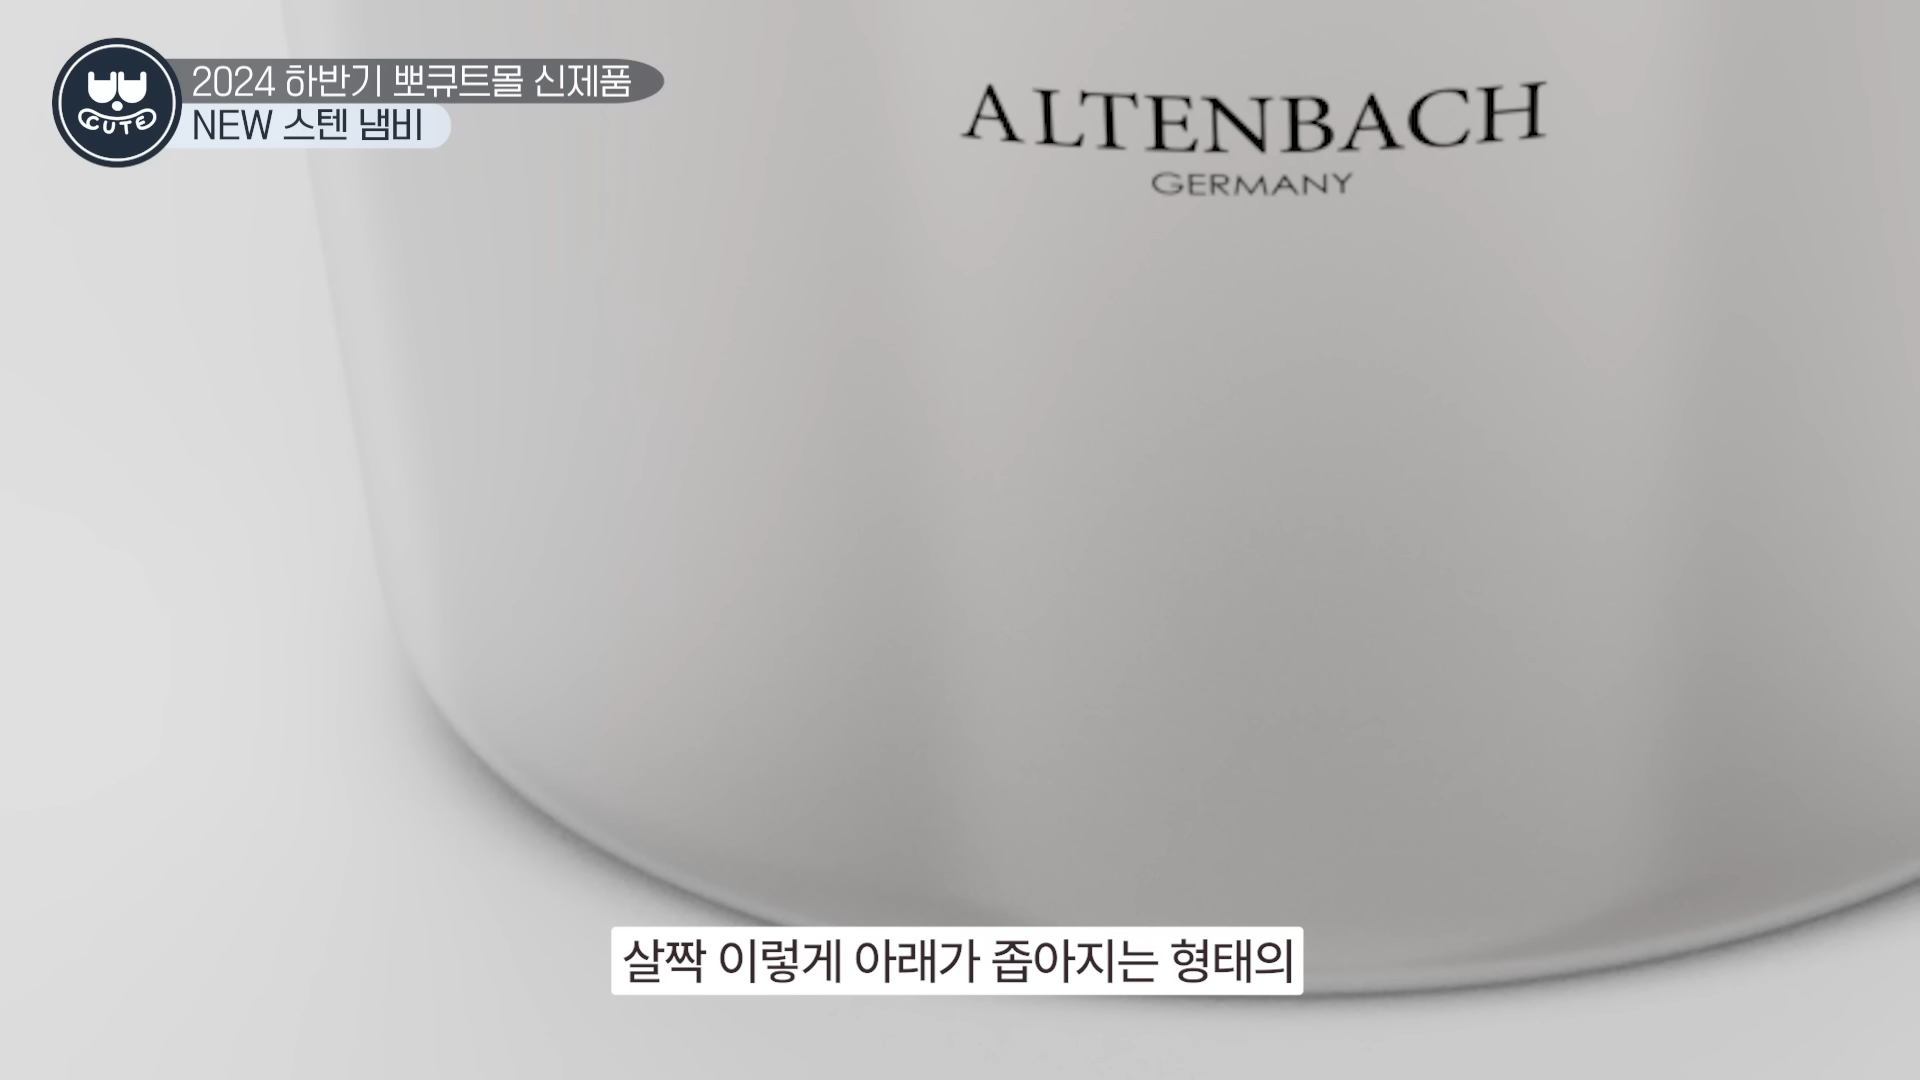 2024 하반기 뽀큐트몰 신제품
NEW 스텐 냄비
CUTE
ALTENBACH
GERMANY
살짝 이렇게 아래가 좁아지는 형태의